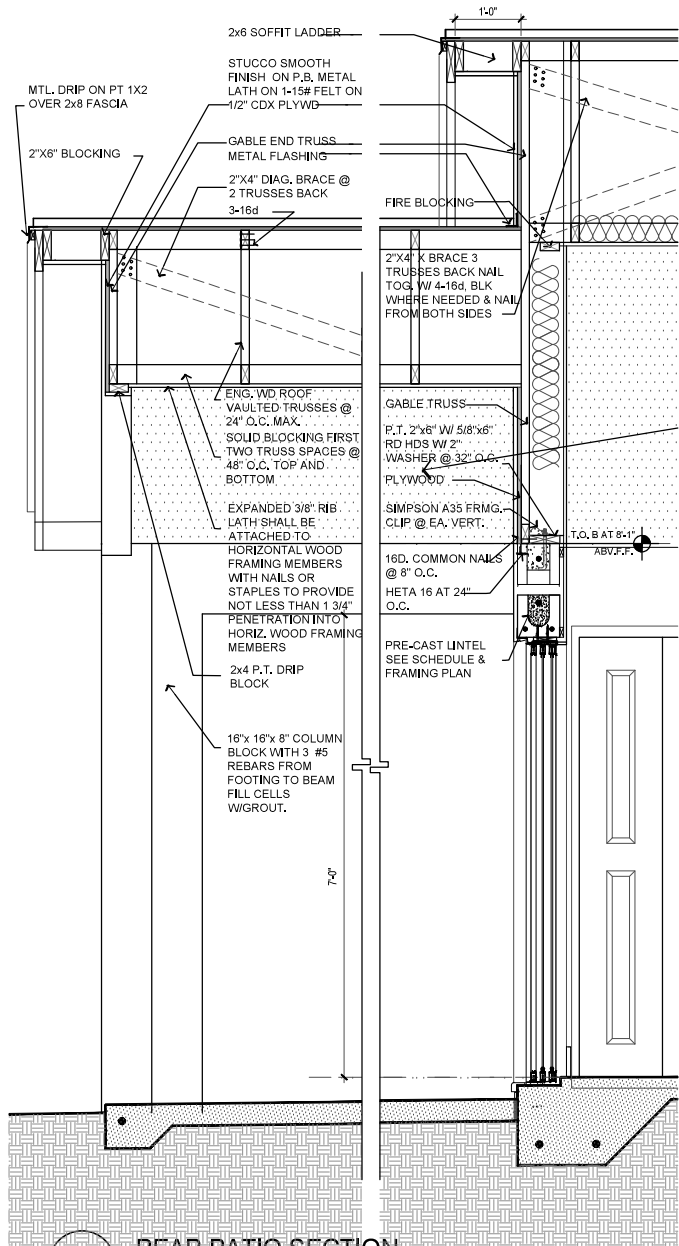 1'-0"
2x6 SOFFIT LADDER
STUCCO SMOOTH
FINISH ON P.B. METAL
LATH ON 1-15# FELT ON
1/2" CDX PLYWD
MTL. DRIP ON PT 1X2
OVER 2x8 FASCIA
2"X6" BLOCKING
GABLE END TRUSS
METAL FLASHING
2"X4" DIAG. BRACE @
2 TRUSSES BACK
3-16d
FIRE BLOCKING
2"X4" X BRACE 3
TRUSSES BACK NAIL
TOG. W/ 4-16d, BLK
WHERE NEEDED & NAIL
FROM BOTH SIDES
ENG. WD ROOF
VAULTED TRUSSES @
24" O.C. MAX.
SOLID BLOCKING FIRST
TWO TRUSS SPACES @
48" O.C. TOP AND
BOTTOM
EXPANDED 3/8" RIB
LATH SHALL BE
ATTACHED TO
HORIZONTAL WOOD
FRAMING MEMBERS
WITH NAILS OR
STAPLES TO PROVIDE
NOT LESS THAN 1 3/4"
PENETRATION INTO
HORIZ. WOOD FRAMING
MEMBERS
2x4 P.T. DRIP
BLOCK
16"x 16"x 8" COLUMN
BLOCK WITH 3 #5
REBARS FROM
FOOTING TO BEAM
FILL CELLS
W/GROUT.
GABLE TRUSS
P.T. 2"x6" W/ 5/8"x6"
RD HDS W/ 2"
WASHER @ 32" O.C.
PLYWOOD
SIMPSON A35 FRMG.
CLIP @ EA. VERT.
16D. COMMON NAILS
@ 8" O.C.
HETA 16 AT 24"
O.C.
PRE-CAST LINTEL
SEE SCHEDULE &
FRAMING PLAN
T.O. B AT 8'-1"
ABV.F.F.
7'-0"
REAR PATIO SECTION